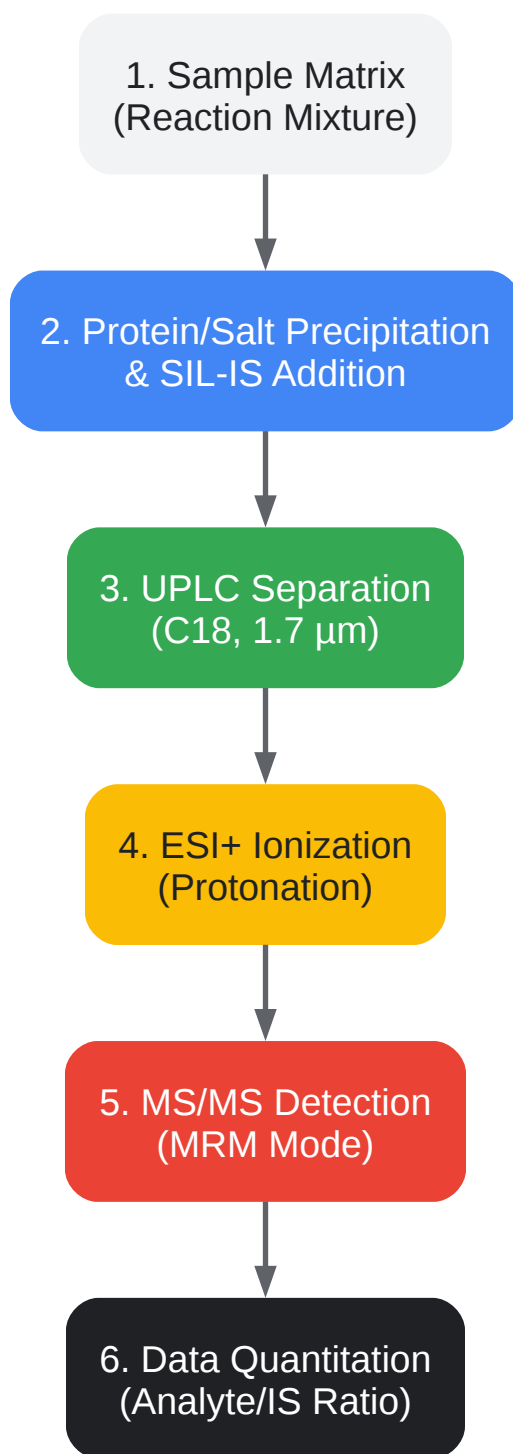 1. Sample Matrix
(Reaction Mixture)
2. Protein/Salt Precipitation
& SIL-IS Addition
3. UPLC Separation
(C18, 1.7 µm)
4. ESI+ Ionization
(Protonation)
5. MS/MS Detection
(MRM Mode)
6. Data Quantitation
(Analyte/IS Ratio)